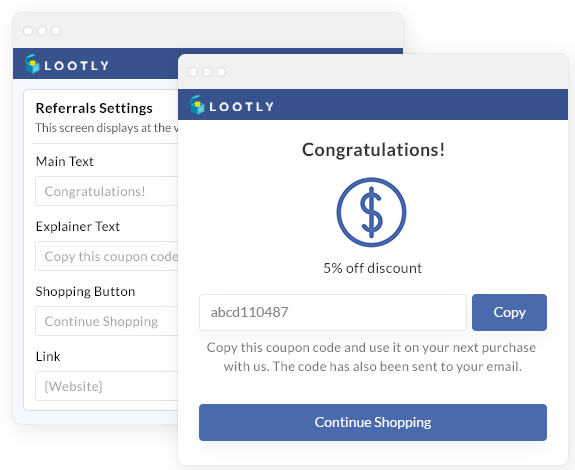 LOOTLY
Referrals Settings
This screen displays at the
Main Text
Congratulations!
Explainer Text
Copy this coupon code
Shopping Button
Continue Shopping
Link
{Website}
LOOTLY
Congratulations!
$
5% off discount
abcd110487
Copy
Copy this coupon code and use it on your next purchase
with us. The code has also been sent to your email.
Continue Shopping